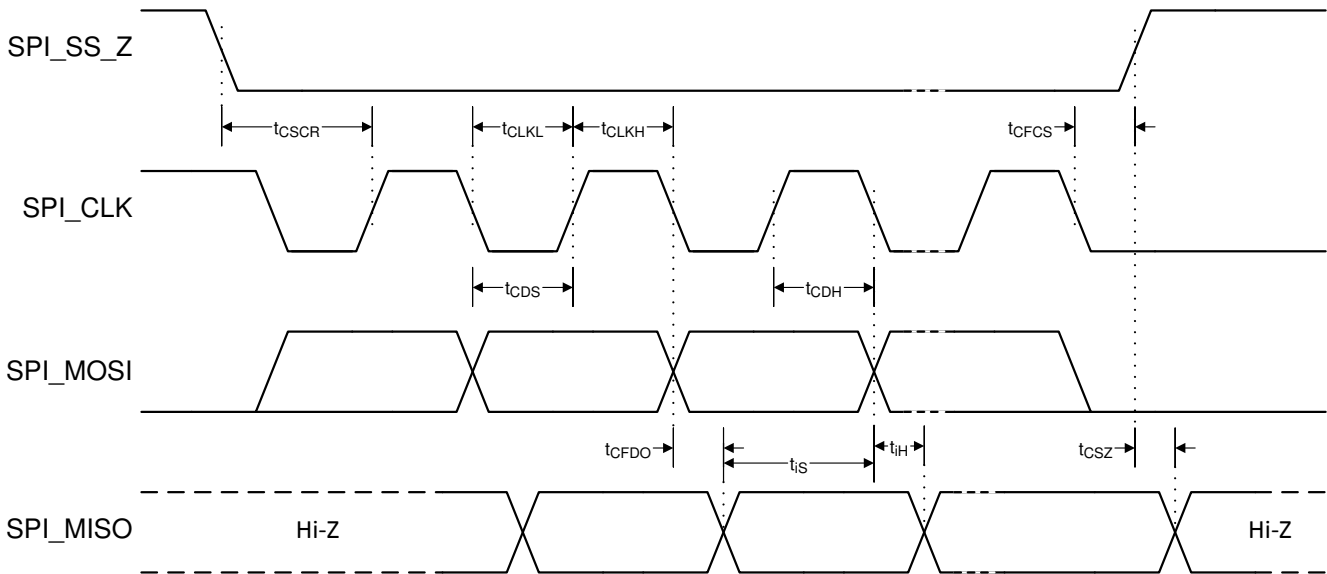 SPI_SS_Z
tCSCR
tCLKL
tCLKH
tCFCS
SPI_CLK
tCDS
tCDH
SPI_MOSI
tCFDO
tiS
tiH
tCSZ
SPI_MISO
Hi-Z
Hi-Z